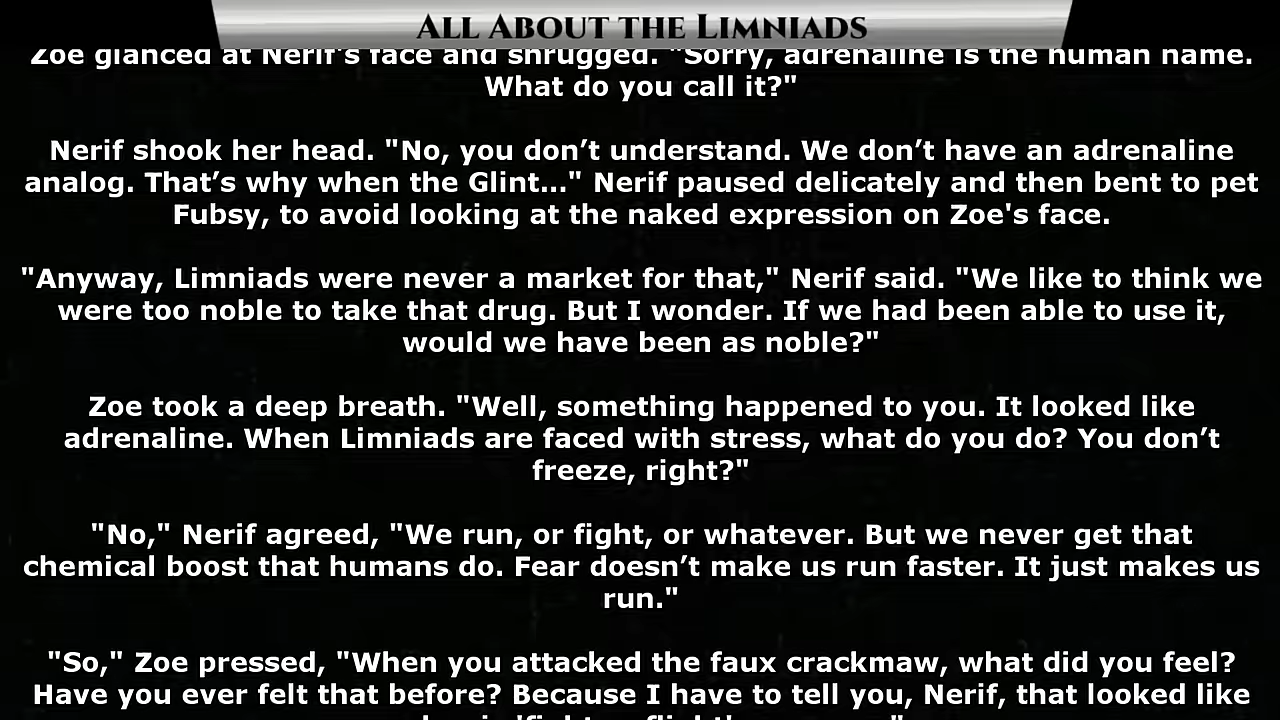 All About the Limniads
Zoe glanced at Nerif's face and shrugged. "Sorry, adrenaline is the human name.
What do you call it?"
Nerif shook her head. "No, you don’t understand. We don’t have an adrenaline
analog. That’s why when the Glint..." Nerif paused delicately and then bent to pet
Fubsy, to avoid looking at the naked expression on Zoe's face.
"Anyway, Limniads were never a market for that," Nerif said. "We like to think we
were too noble to take that drug. But I wonder. If we had been able to use it,
would we have been as noble?"
Zoe took a deep breath. "Well, something happened to you. It looked like
adrenaline. When Limniads are faced with stress, what do you do? You don’t
freeze, right?"
"No," Nerif agreed, "We run, or fight, or whatever. But we never get that
chemical boost that humans do. Fear doesn’t make us run faster. It just makes us
run."
"So," Zoe pressed, "When you attacked the faux crackmaw, what did you feel?
Have you ever felt that before? Because I have to tell you, Nerif, that looked like